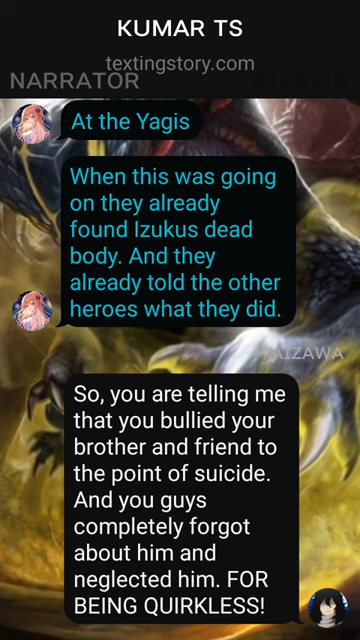 KUMAR TS
textingstory.com
NARRATOR
AIZAWA
At the Yagis
When this was going
on they already
found Izukus dead
body. And they
already told the other
heroes what they did.
AIZAWA
So, you are telling me
that you bullied your
brother and friend to
the point of suicide.
And you guys
completely forgot
about him and
neglected him. FOR
BEING QUIRKLESS!